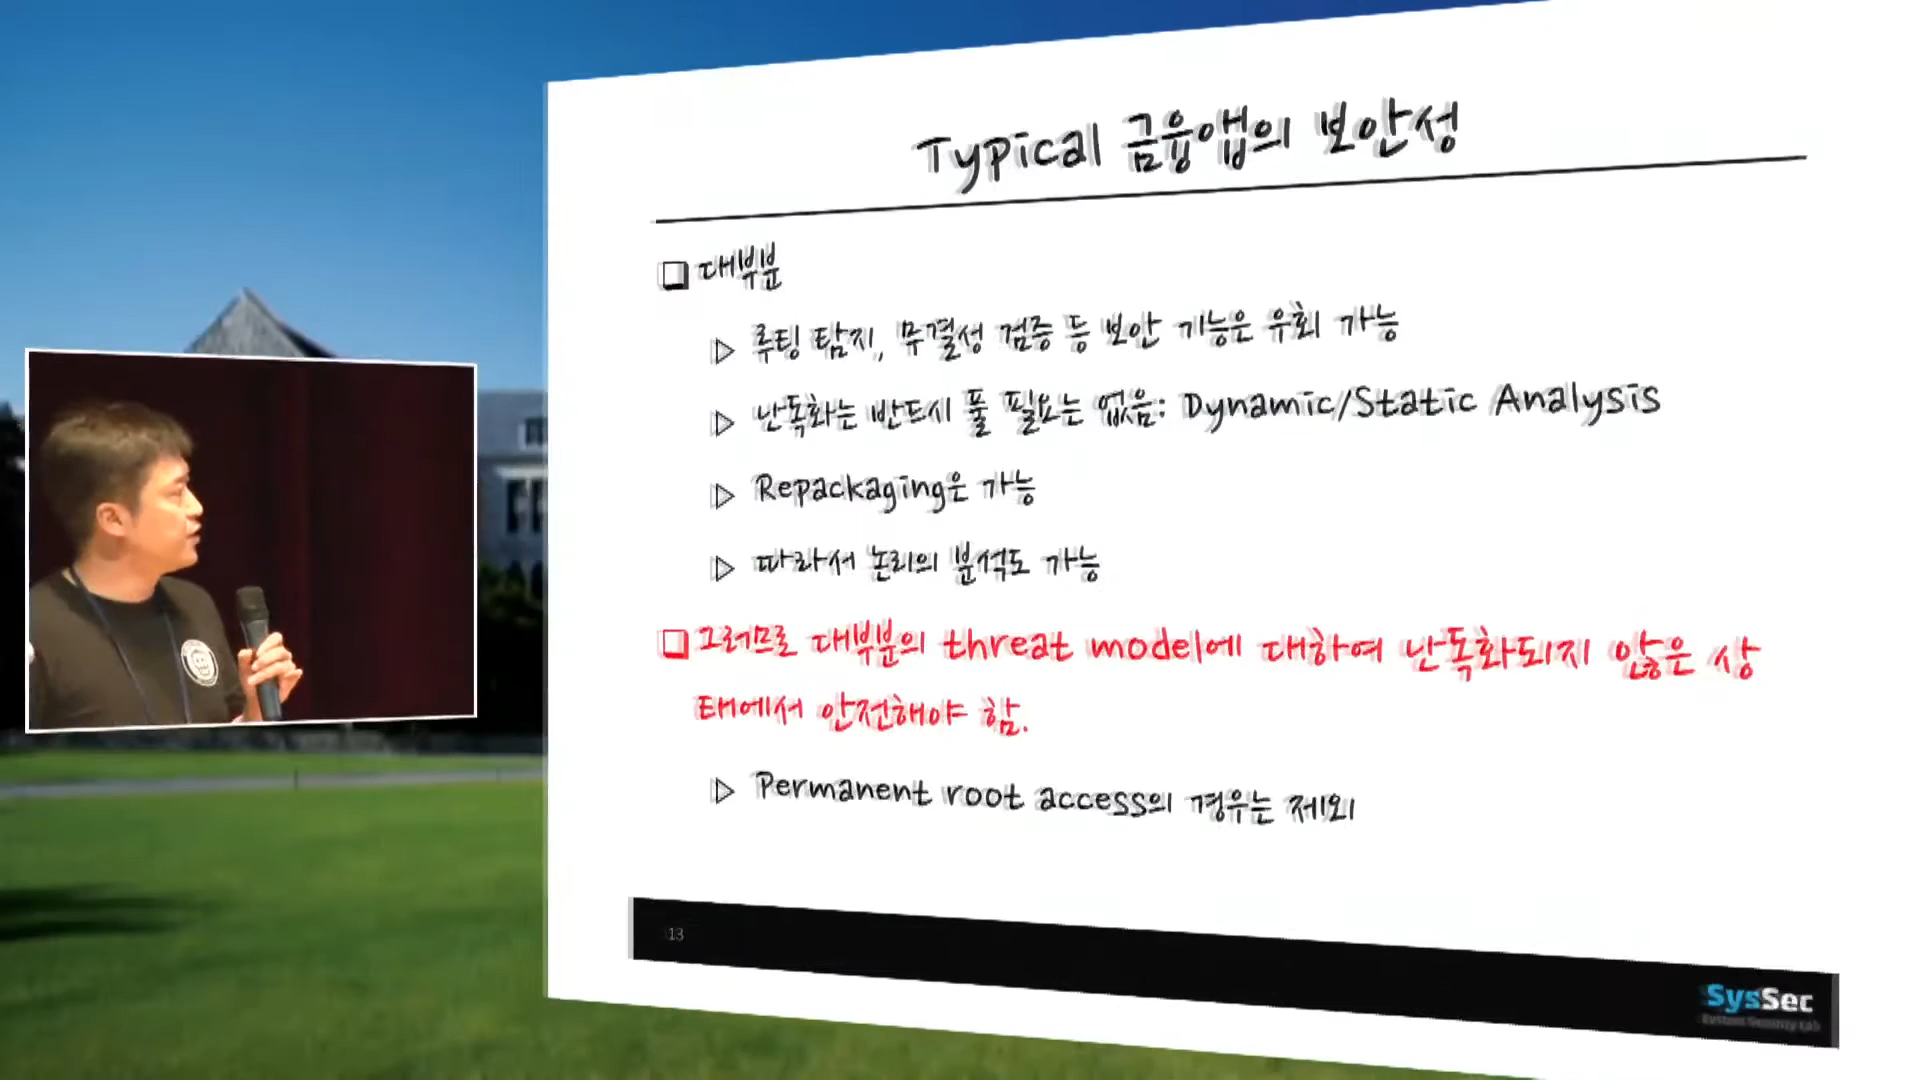 Typical 금융앱의 보안성
대부분
루팅 탐지, 무결성 검증 등 보안 기능은 우회 가능
난독화는 반드시 풀 필요는 없음: Dynamic/Static Analysis
Repackaging은 가능
따라서 논리의 분석도 가능
그러므로 대부분의 threat model에 대하여 난독화되지 않은 상
태에서 안전해야 함.
Permanent root access의 경우는 제외
13
SysSec
System Security Lab